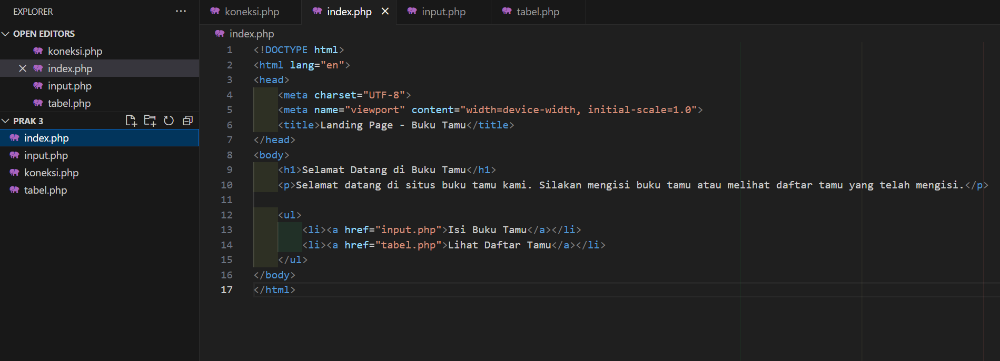 EXPLORER
OPEN EDITORS
koneksi.php
index.php
input.php
tabel.php
PRAK 3
index.php
input.php
koneksi.php
tabel.php
koneksi.php
index.php
input.php
tabel.php
index.php
1 <!DOCTYPE html>
2 <html lang="en">
3 <head>
4     <meta charset="UTF-8">
5     <meta name="viewport" content="width=device-width, initial-scale=1.0">
6     <title>Landing Page - Buku Tamu</title>
7 </head>
8 <body>
9     <h1>Selamat Datang di Buku Tamu</h1>
10     <p>Selamat datang di situs buku tamu kami. Silakan mengisi buku tamu atau melihat daftar tamu yang telah mengisi.</p>
11
12     <ul>
13         <li><a href="input.php">Isi Buku Tamu</a></li>
14         <li><a href="tabel.php">Lihat Daftar Tamu</a></li>
15     </ul>
16 </body>
17 </html>